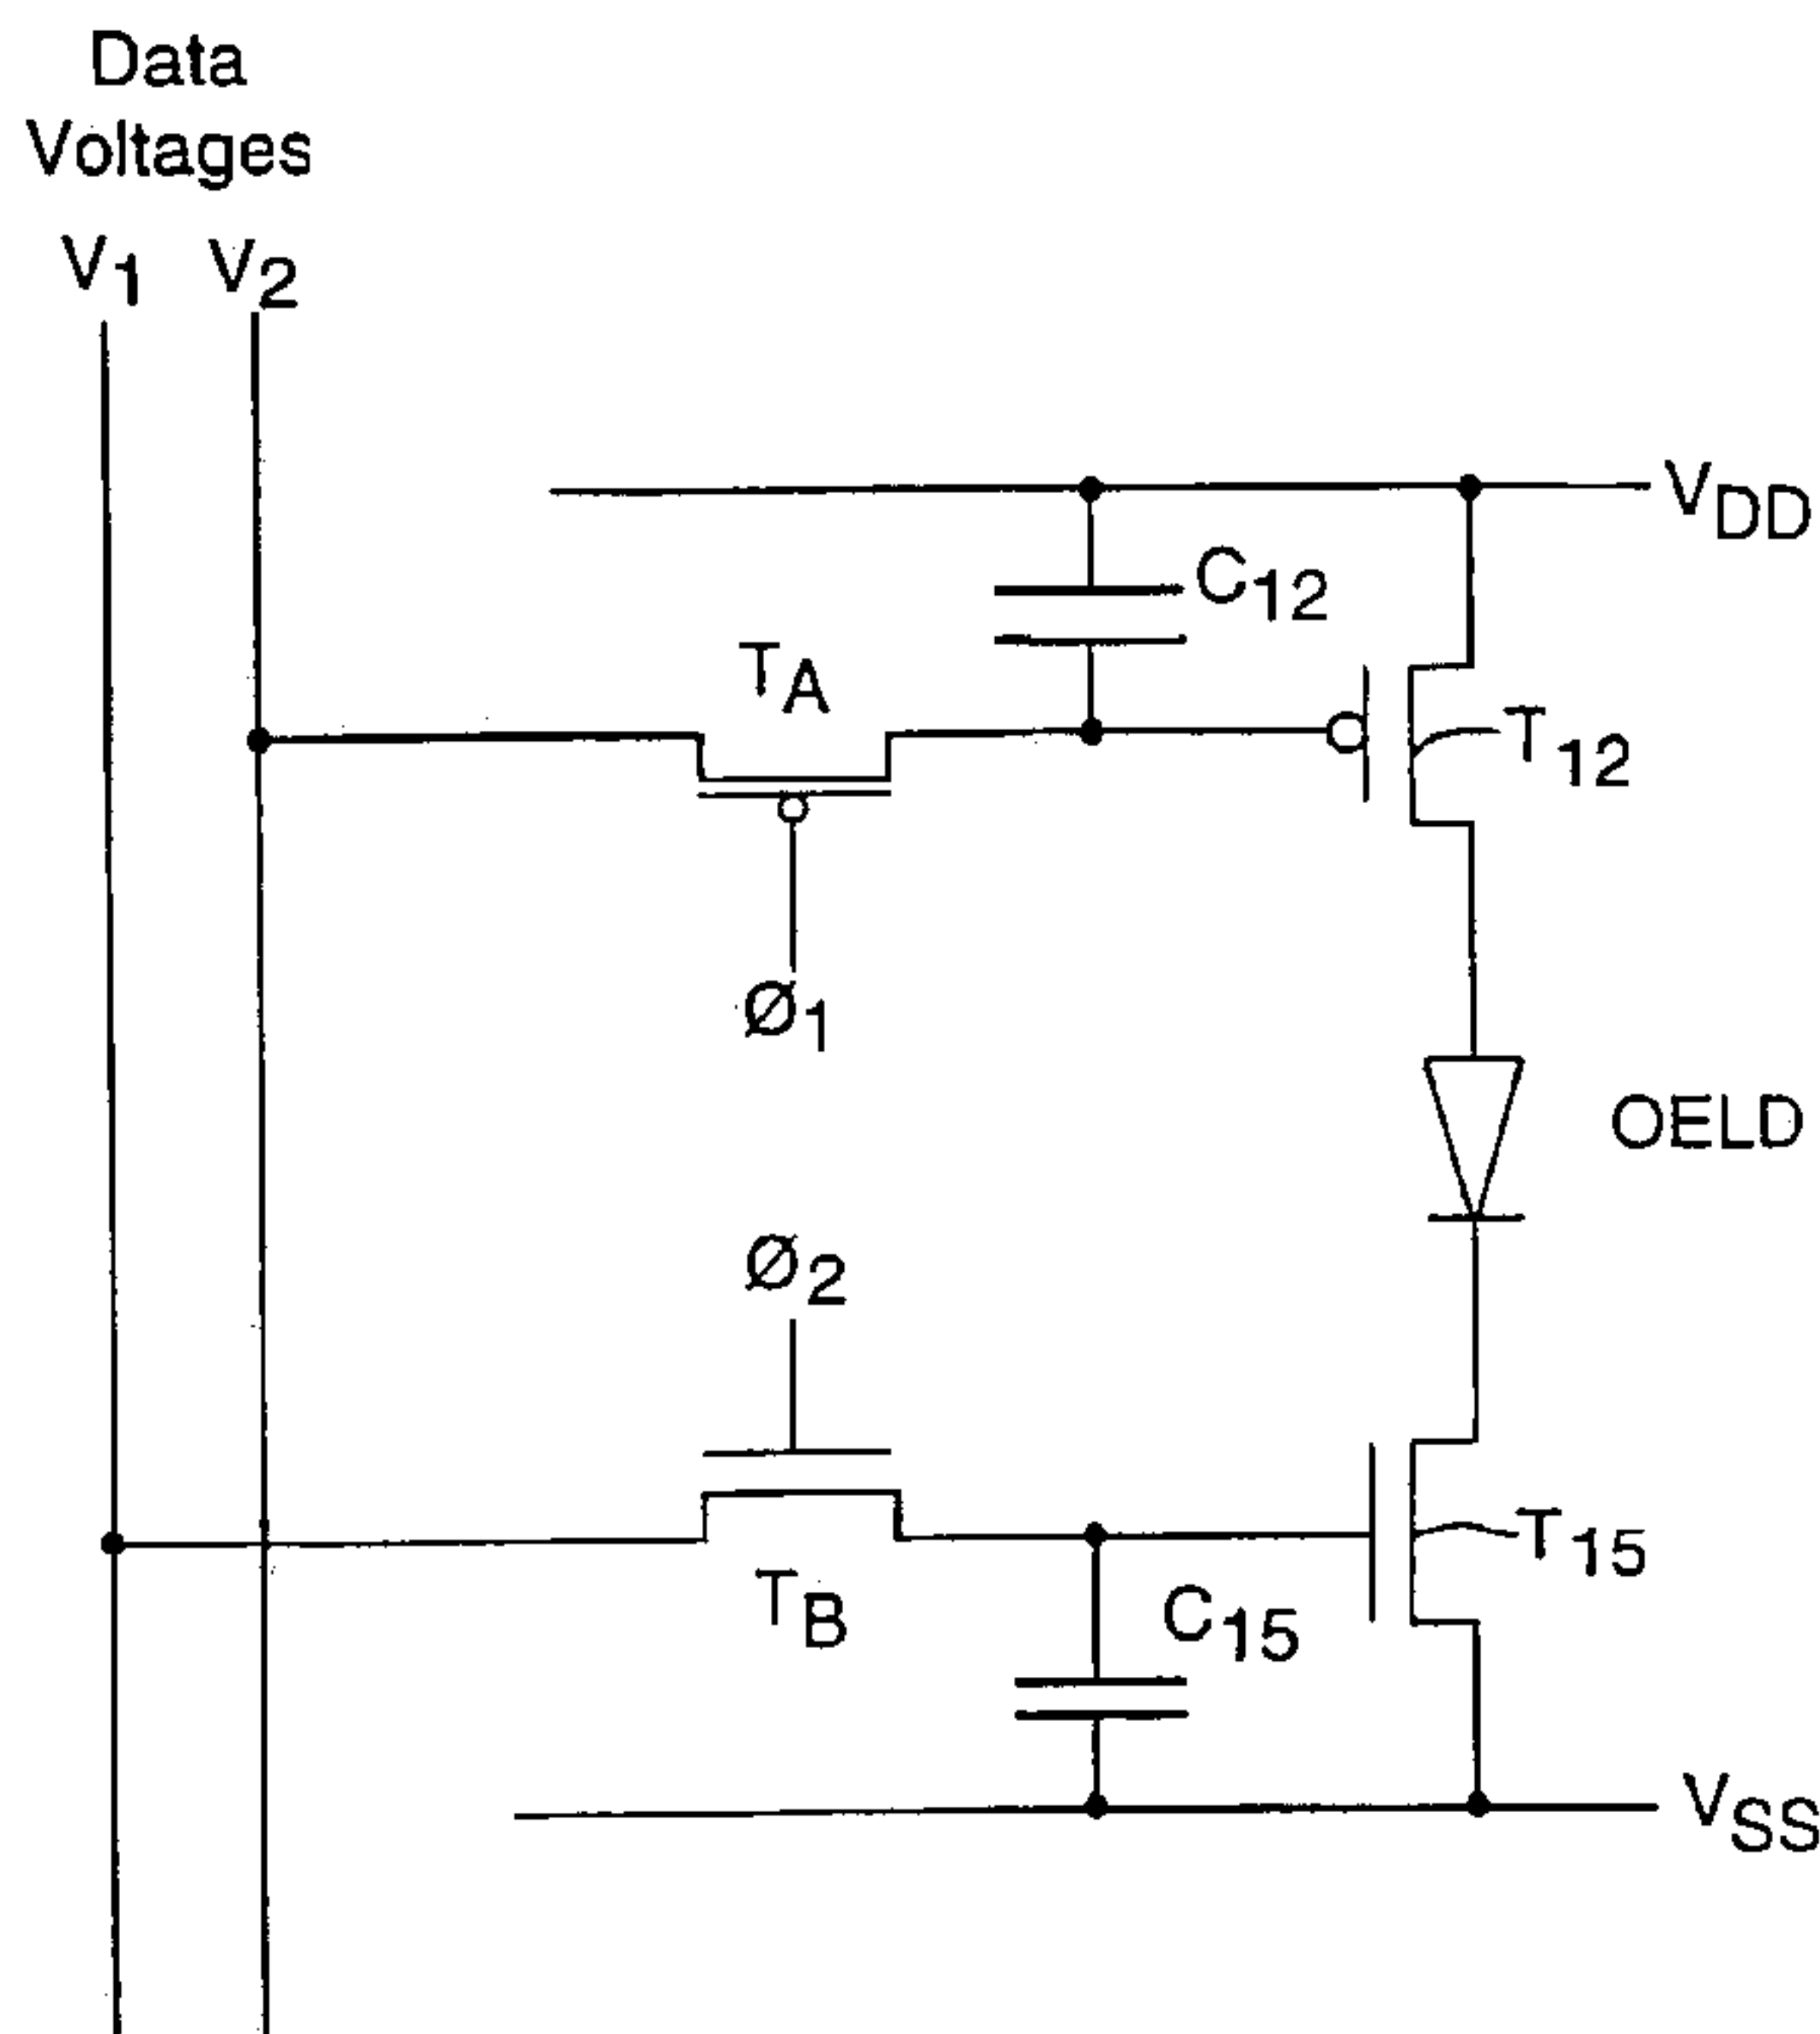 Data
Voltages
V1 V2
VDD
C12
TA
T12
Ø1
OELD
Ø2
T15
TB
C15
VSS